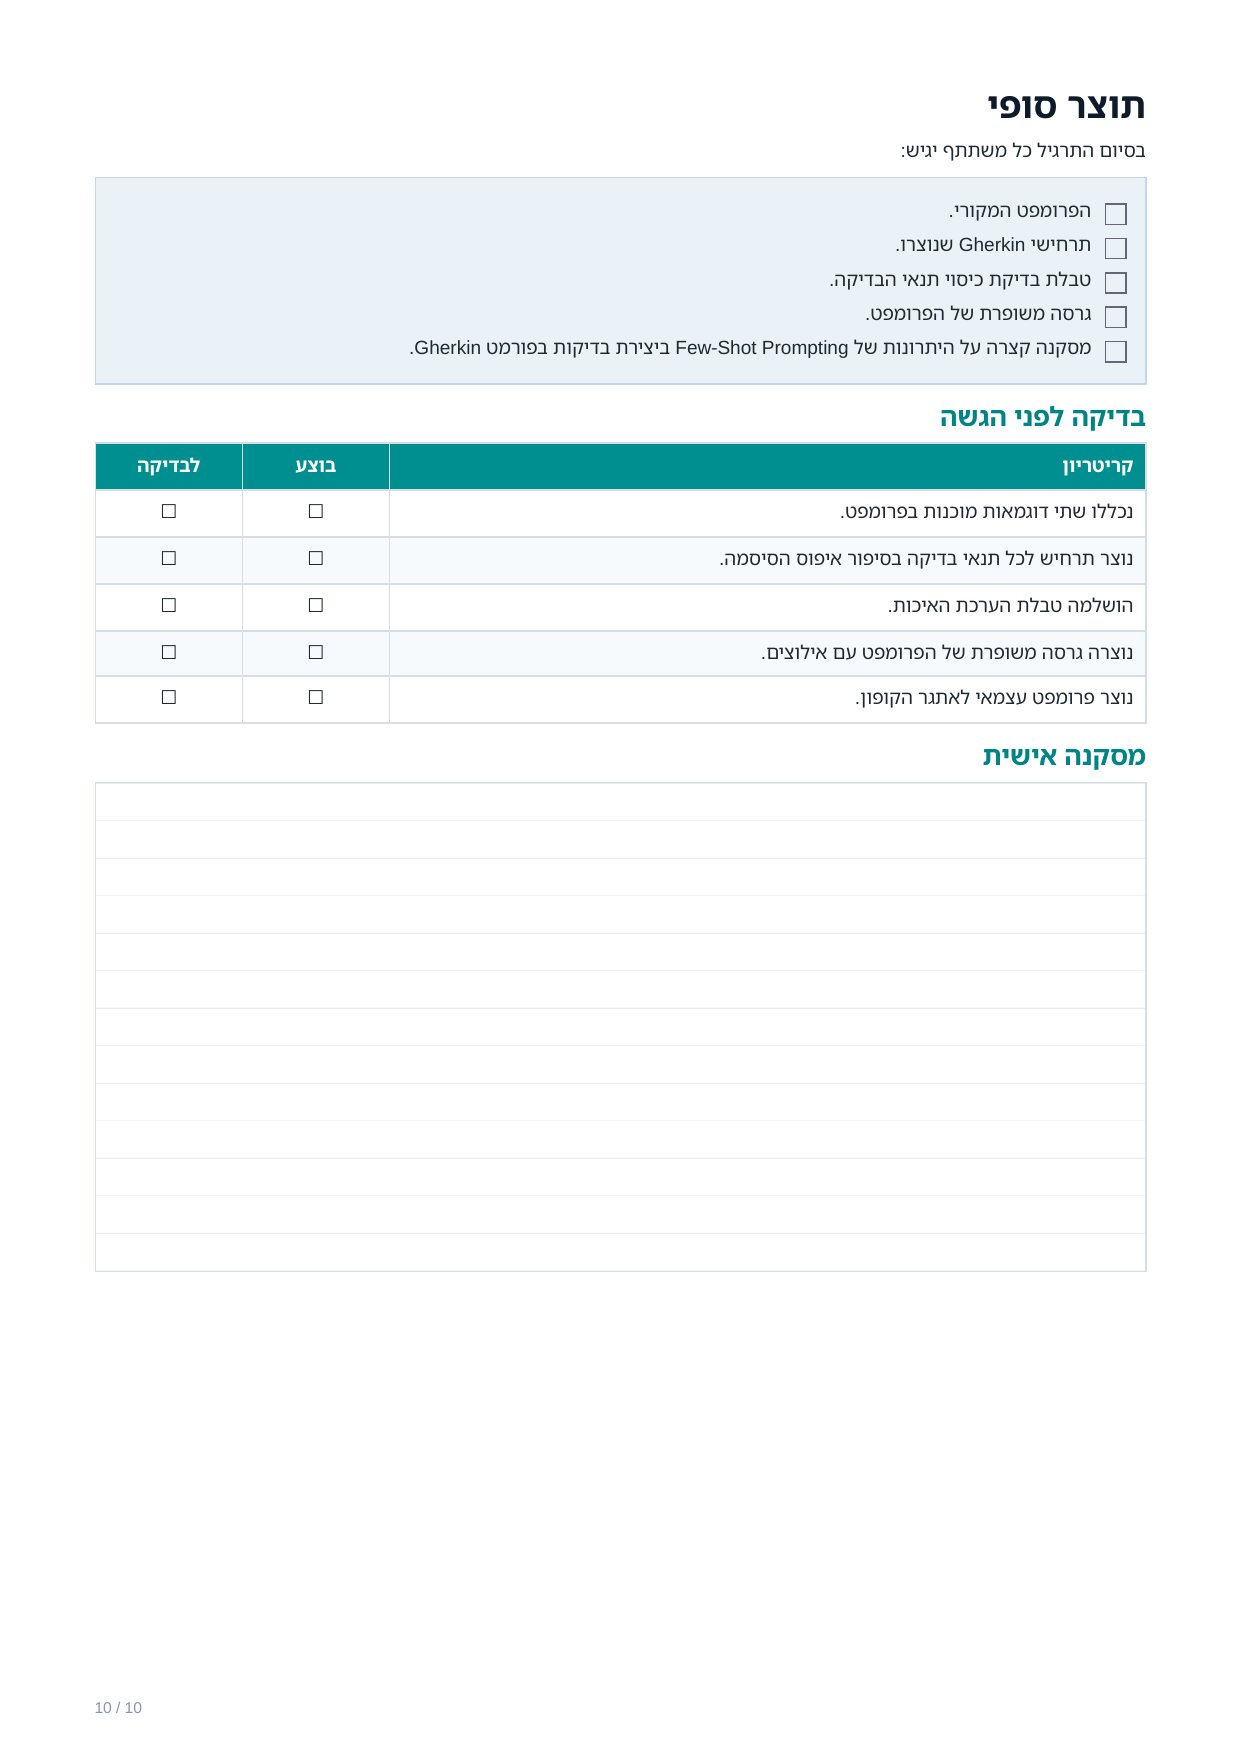 תוצר סופי
בסיום התרגיל כל משתתף יגיש:
☐ הפרומפט המקורי.
☐ תרחישי Gherkin שנוצרו.
☐ טבלת בדיקת כיסוי תנאי הבדיקה.
☐ גרסה משופרת של הפרומפט.
☐ מסקנה קצרה על היתרונות של Few-Shot Prompting ביצירת בדיקות בפורמט Gherkin.
בדיקה לפני הגשה
קריטריון בוצע לבדיקה
נכללו שתי דוגמאות מוכנות בפרומפט. ☐ ☐
נוצר תרחיש לכל תנאי בדיקה בסיפור איפוס הסיסמה. ☐ ☐
הושלמה טבלת הערכת האיכות. ☐ ☐
נוצרה גרסה משופרת של הפרומפט עם אילוצים. ☐ ☐
נוצר פרומפט עצמאי לאתגר הקופון. ☐ ☐
מסקנה אישית
10 / 10